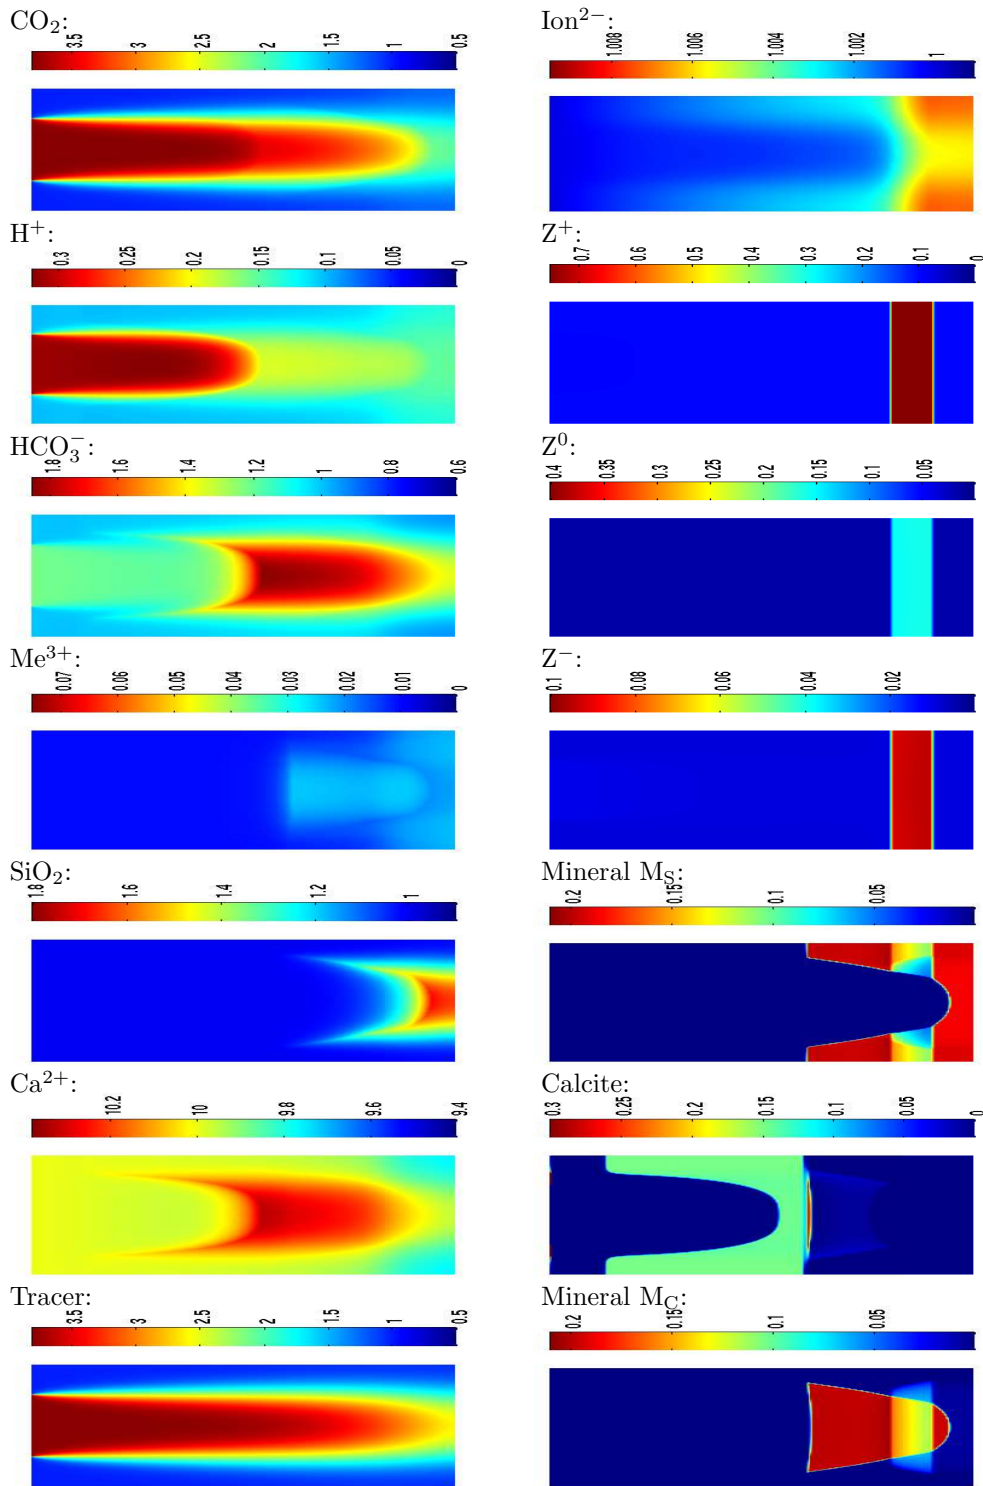 CO₂:
3.5 3 2.5 2 1.5 1 0.5
H⁺:
0.3 0.25 0.2 0.15 0.1 0.05 0
HCO₃⁻:
1.8 1.6 1.4 1.2 1 0.8 0.6
Me³⁺:
0.07 0.06 0.05 0.04 0.03 0.02 0.01 0
SiO₂:
1.8 1.6 1.4 1.2 1
Ca²⁺:
10.2 10 9.8 9.6 9.4
Tracer:
3.5 3 2.5 2 1.5 1 0.5
Ion²⁻:
1.008 1.006 1.004 1.002 1
Z⁺:
0.7 0.6 0.5 0.4 0.3 0.2 0.1 0
Z⁰:
0.4 0.35 0.3 0.25 0.2 0.15 0.1 0.05
Z⁻:
0.1 0.08 0.06 0.04 0.02
Mineral M_S:
0.2 0.15 0.1 0.05
Calcite:
0.3 0.25 0.2 0.15 0.1 0.05 0
Mineral M_C:
0.2 0.15 0.1 0.05